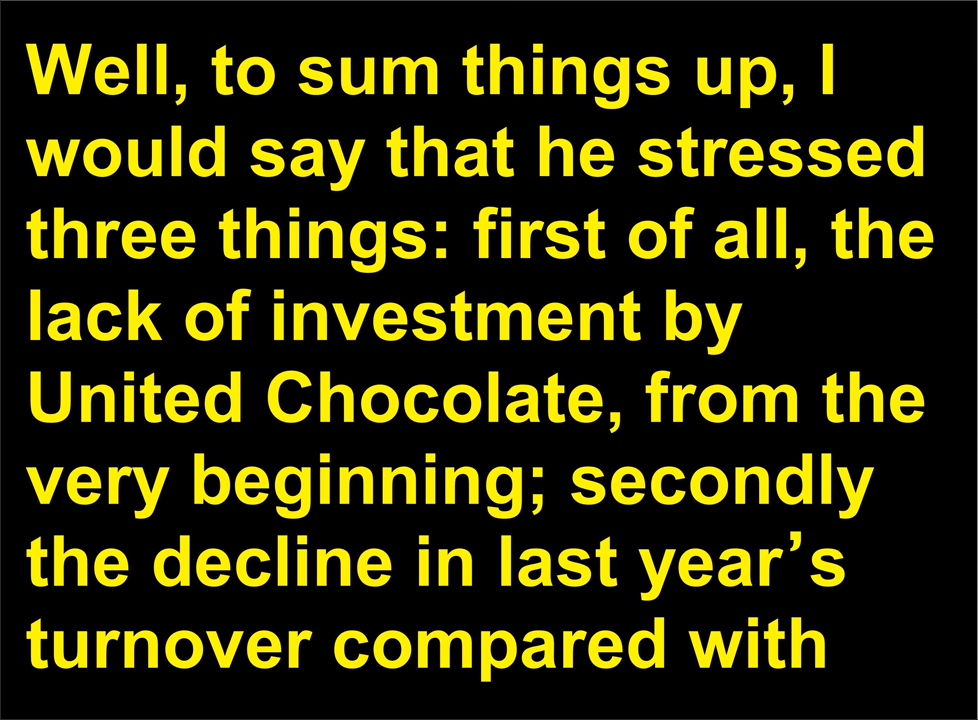 Well, to sum things up, I
would say that he stressed
three things: first of all, the
lack of investment by
United Chocolate, from the
very beginning; secondly
the decline in last year’s
turnover compared with